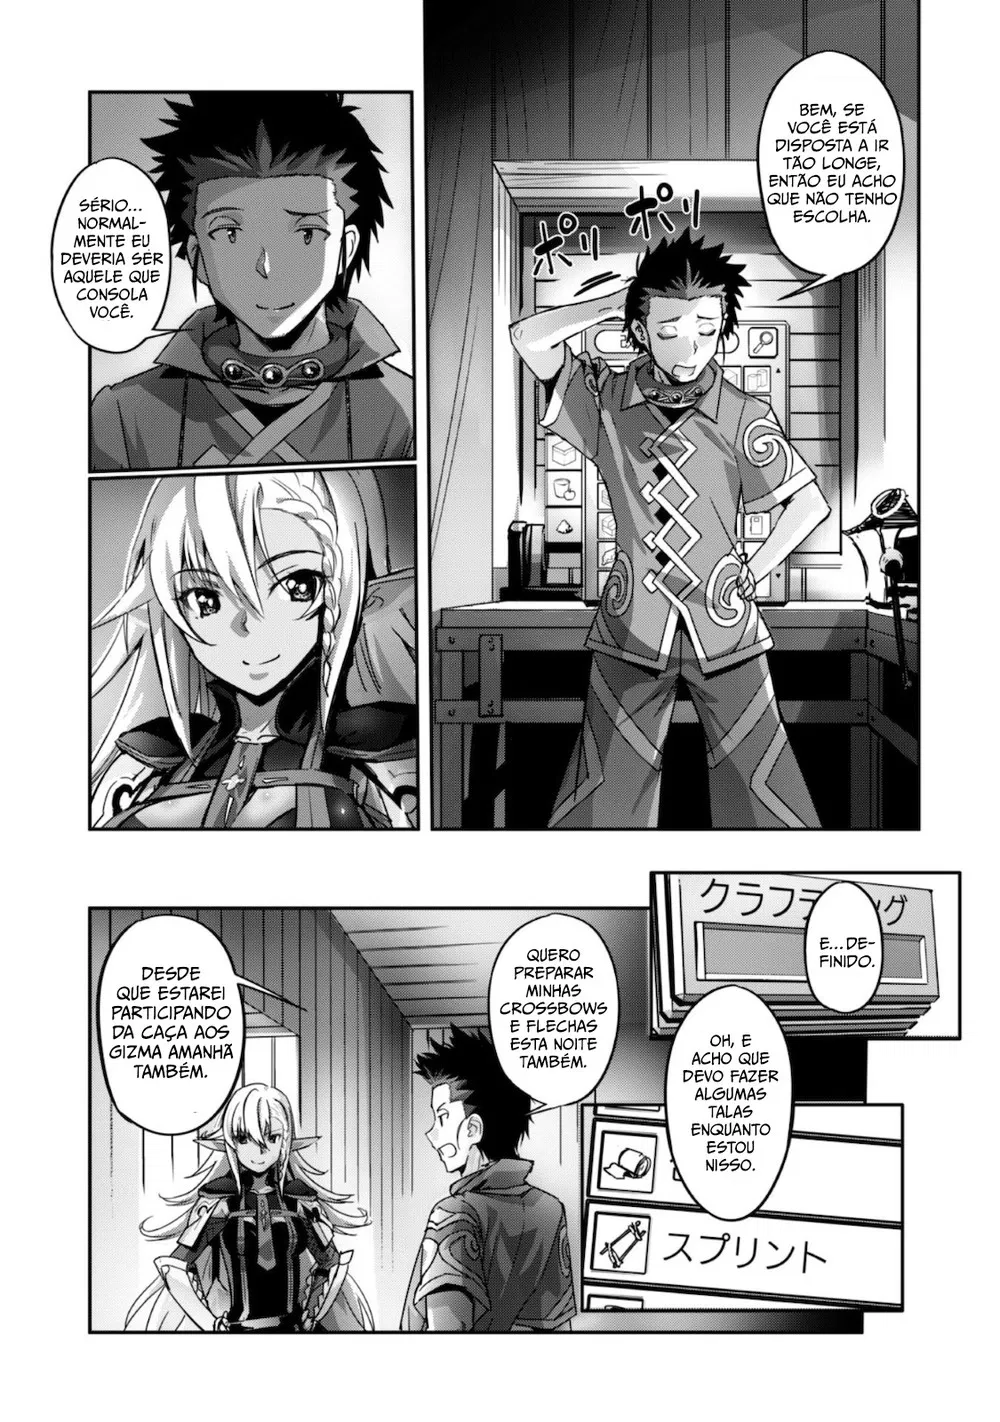 BEM, SE
VOCÊ ESTÁ
DISPOSTA A IR
TÃO LONGE,
ENTÃO EU ACHO
QUE NÃO TENHO
ESCOLHA.
ポリ
ポリ
SÉRIO...
NORMAL-
MENTE EU
DEVERIA SER
AQUELE QUE
CONSOLA
VOCÊ.
クラフティング
E...DE-
FINIDO.
OH, E
ACHO QUE
DEVO FAZER
ALGUMAS
TALAS
ENQUANTO
ESTOU
NISSO.
スプリント
QUERO
PREPARAR
MINHAS
CROSSBOWS
E FLECHAS
ESTA NOITE
TAMBÉM.
DESDE
QUE ESTAREI
PARTICIPANDO
DA CAÇA AOS
GIZMA AMANHÃ
TAMBÉM.